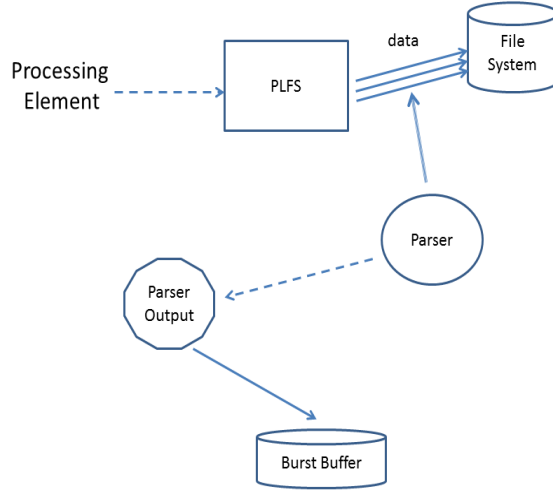 data
File
System
Processing
Element
PLFS
Parser
Parser
Output
Burst Buffer